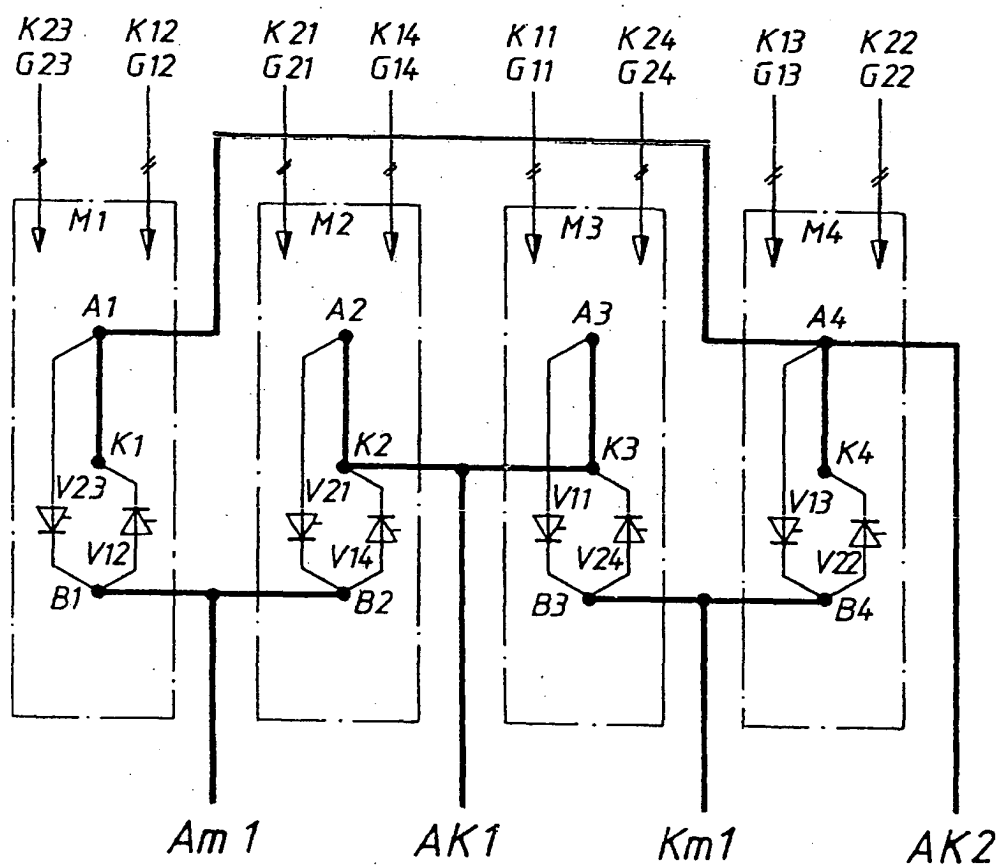 K23 K12 K21 K14 K11 K24 K13 K22
G23 G12 G21 G14 G11 G24 G13 G22
M1 M2 M3 M4
A1 A2 A3 A4
K1 K2 K3 K4
V23 V21 V11 V13
V12 V14 V24 V22
B1 B2 B3 B4
Am1 AK1 Km1 AK2